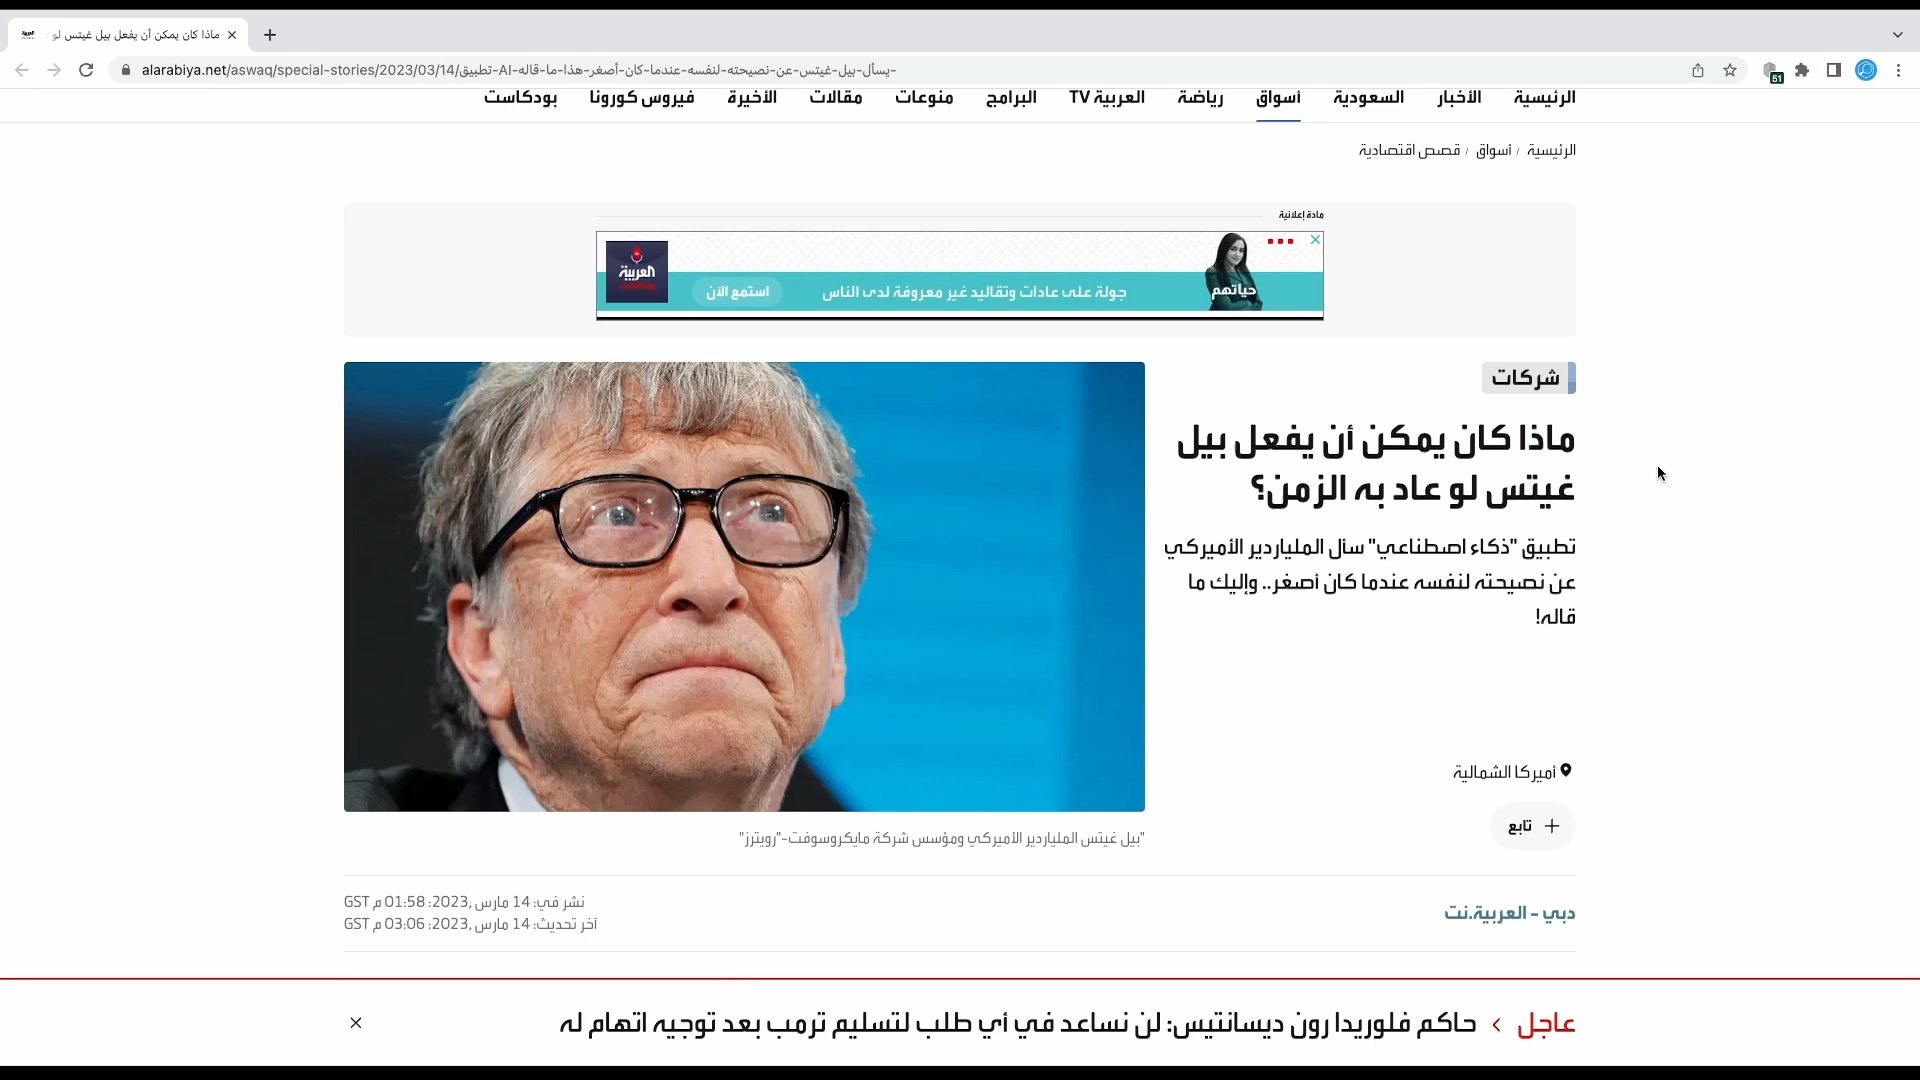 ماذا كان يمكن أن يفعل بيل غيتس لو
alarabiya.net/aswaq/special-stories/2023/03/14/تطبيق-AI-يسأل-بيل-غيتس-عن-نصيحته-لنفسه-عندما-كان-أصغر-هذا-ما-قاله-
51
الرئيسية الأخبار السعودية أسواق رياضة العربية TV البرامج منوعات مقالات الأخيرة فيروس كورونا بودكاست
الرئيسية / أسواق / قصص اقتصادية
مادة إعلانية
حياتهم
جولة على عادات وتقاليد غير معروفة لدى الناس
استمع الآن
العربية
شركات
ماذا كان يمكن أن يفعل بيل
غيتس لو عاد به الزمن؟
تطبيق "ذكاء اصطناعي" سأل الملياردير الأميركي
عن نصيحته لنفسه عندما كان أصغر.. وإليك ما
قاله!
أميركا الشمالية
تابع
"بيل غيتس الملياردير الأميركي ومؤسس شركة مايكروسوفت-"رويترز
دبي - العربية.نت
نشر في: 14 مارس ,2023: 01:58 م GST
آخر تحديث: 14 مارس ,2023: 03:06 م GST
عاجل
حاكم فلوريدا رون ديسانتيس: لن نساعد في أي طلب لتسليم ترمب بعد توجيه اتهام له